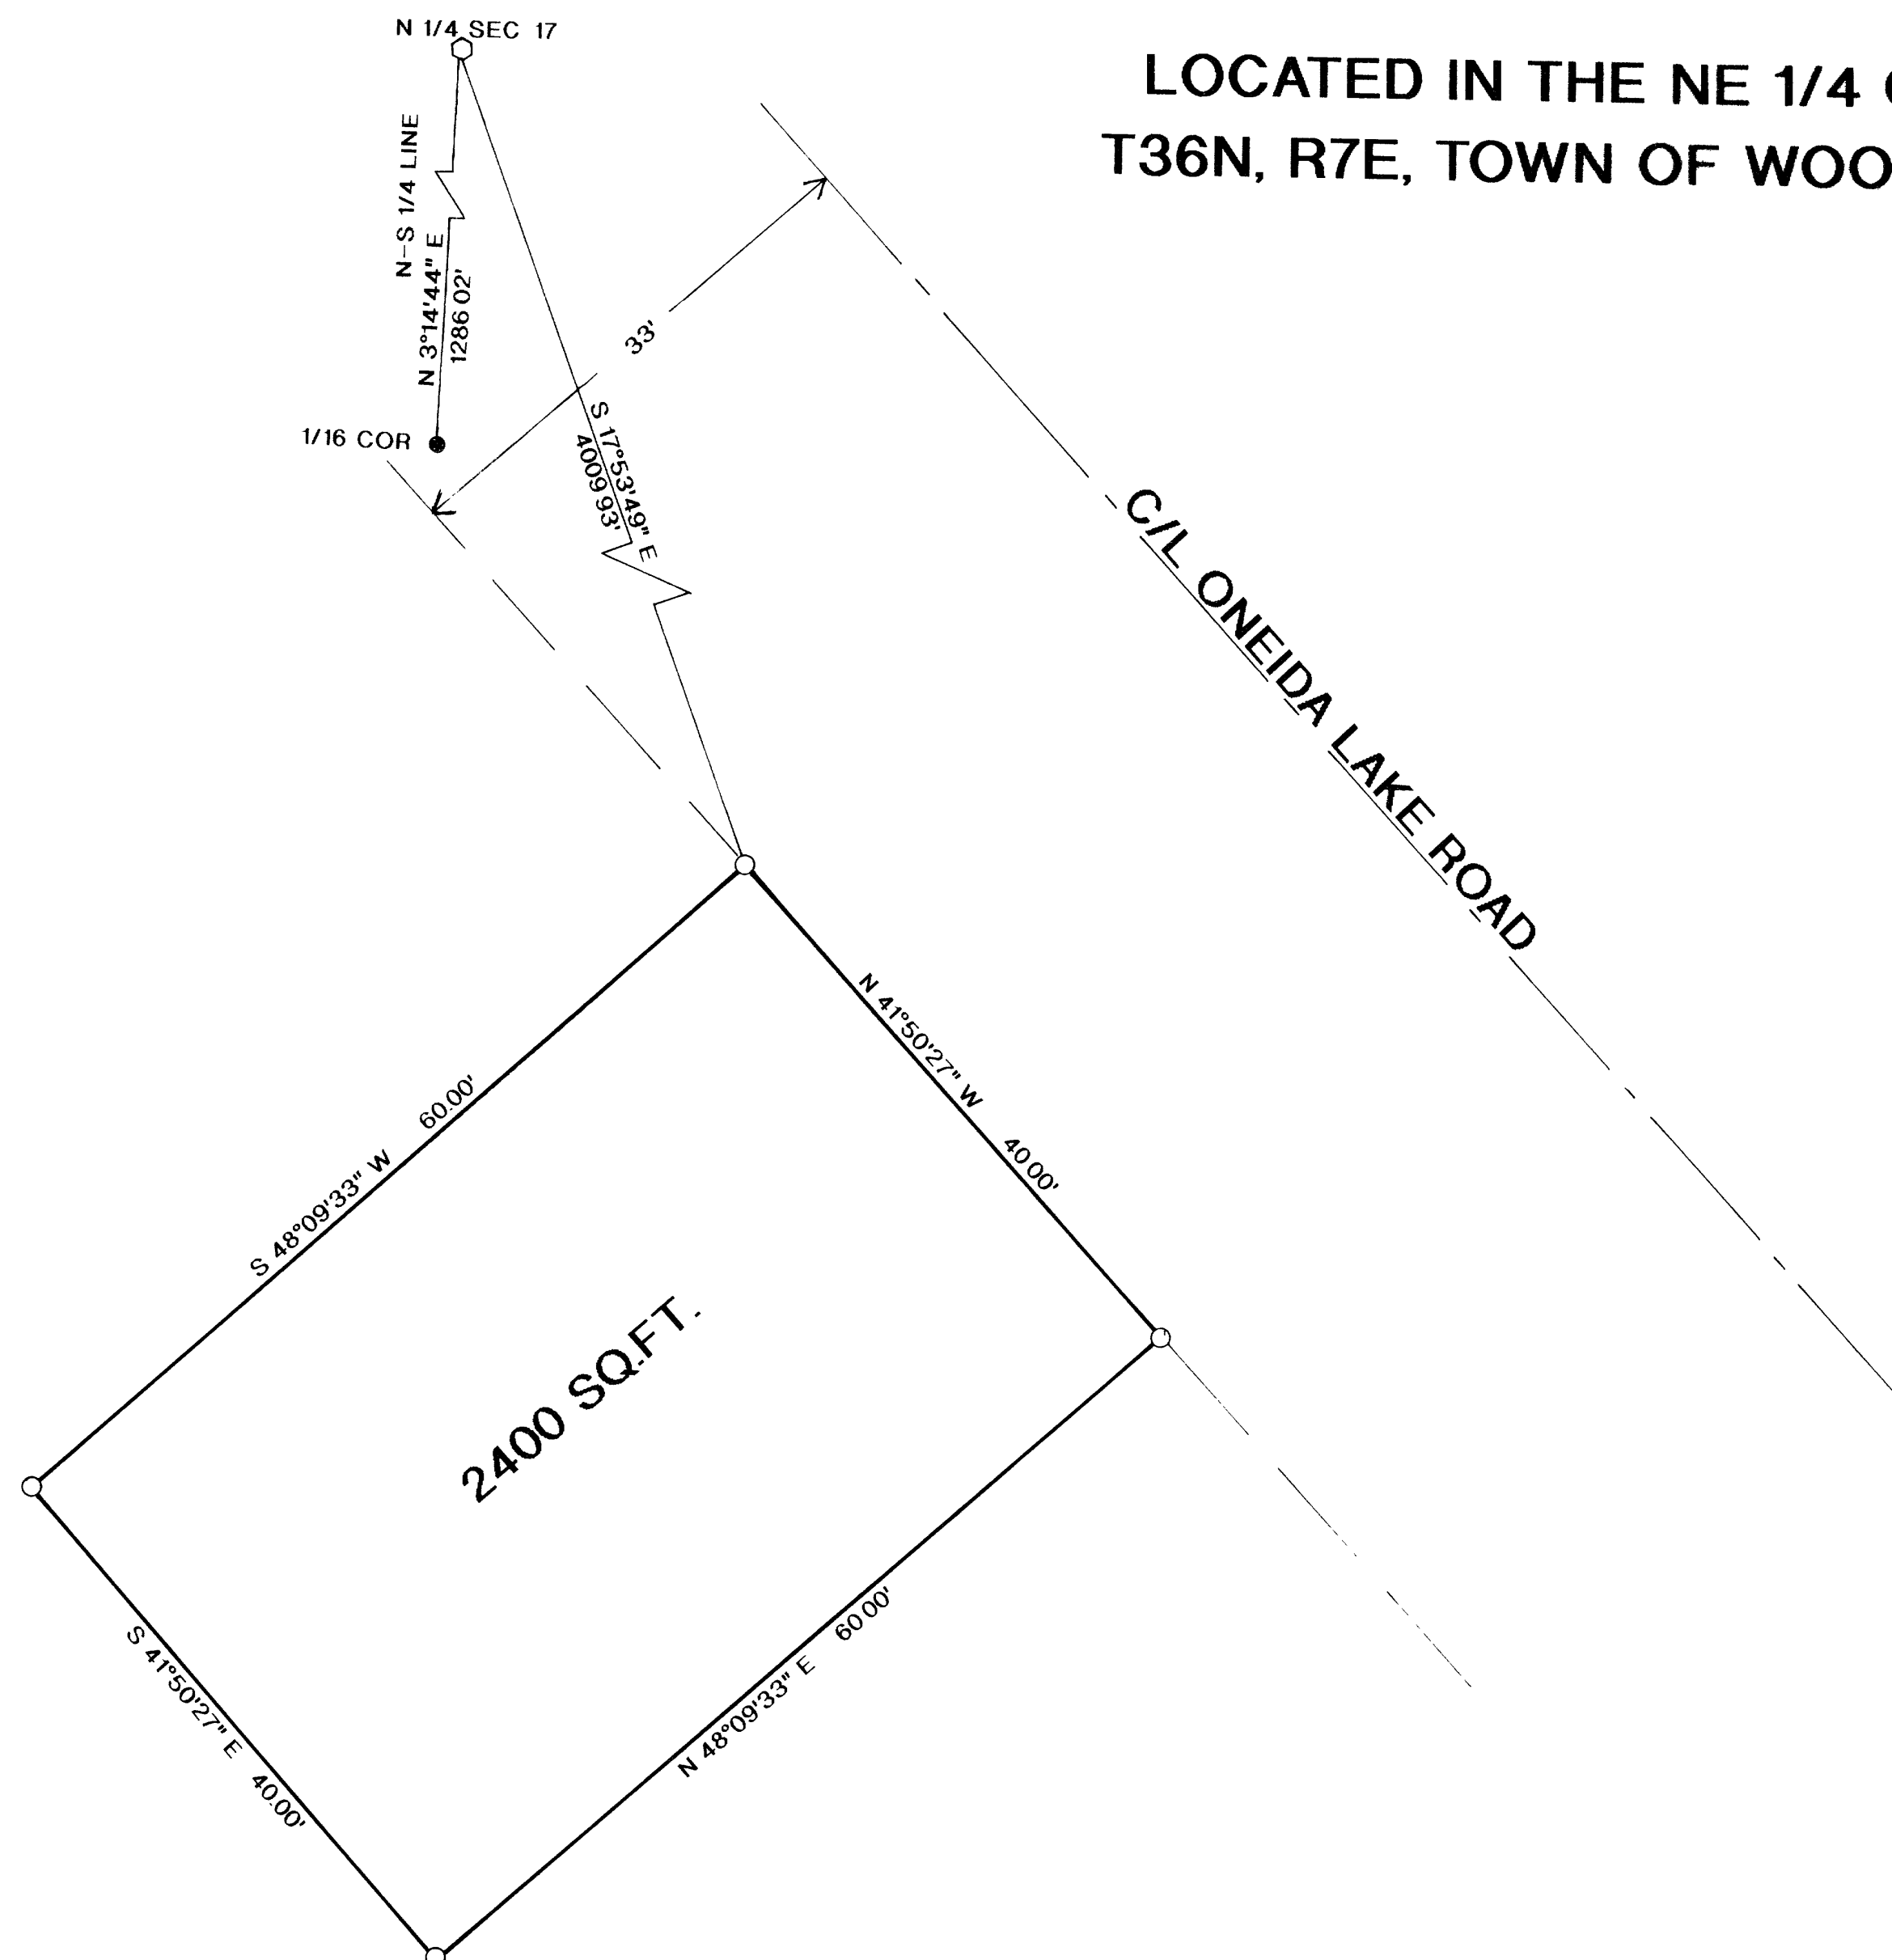 N 1/4 SEC 17
LOCATED IN THE NE 1/4
T36N, R7E, TOWN OF WOO
N-S 1/4 LINE
N 3°14'44" E
1286 02'
33'
1/16 COR
S 17°53'49" E
4009 93'
C/L ONEIDA LAKE ROAD
N 41°50'27" W 40 00'
S 48°09'33" W 60.00'
2400 SQ.FT.
S 41°50'27" E 40.00'
N 48°09'33" E 60 00'